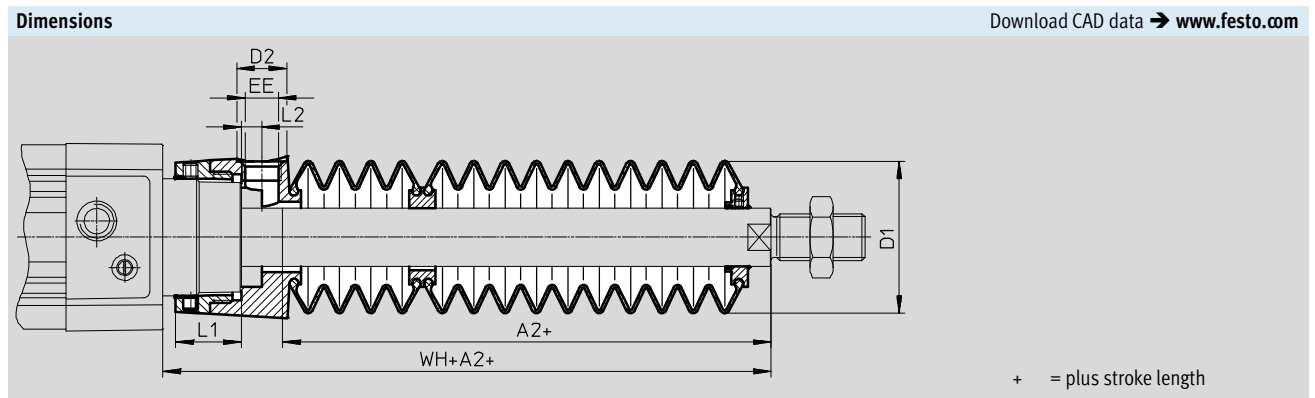 Dimensions
Download CAD data ➔ www.festo.com
D2
EE
L2
D1
L1
A2+
WH+A2+
+ = plus stroke length